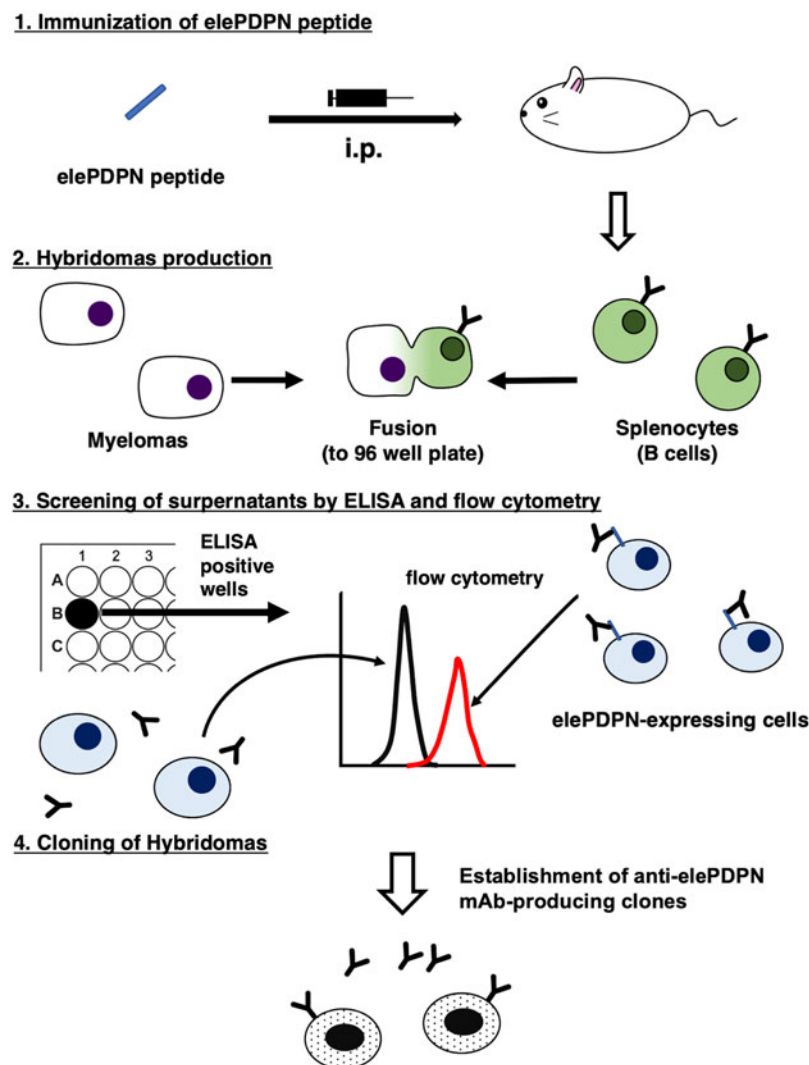 1. Immunization of elePDPN peptide
i.p.
elePDPN peptide
2. Hybridomas production
Myelomas
Fusion
(to 96 well plate)
Splenocytes
(B cells)
3. Screening of surpernatants by ELISA and flow cytometry
1 2 3
A
B
C
ELISA
positive
wells
flow cytometry
elePDPN-expressing cells
4. Cloning of Hybridomas
Establishment of anti-elePDPN
mAb-producing clones